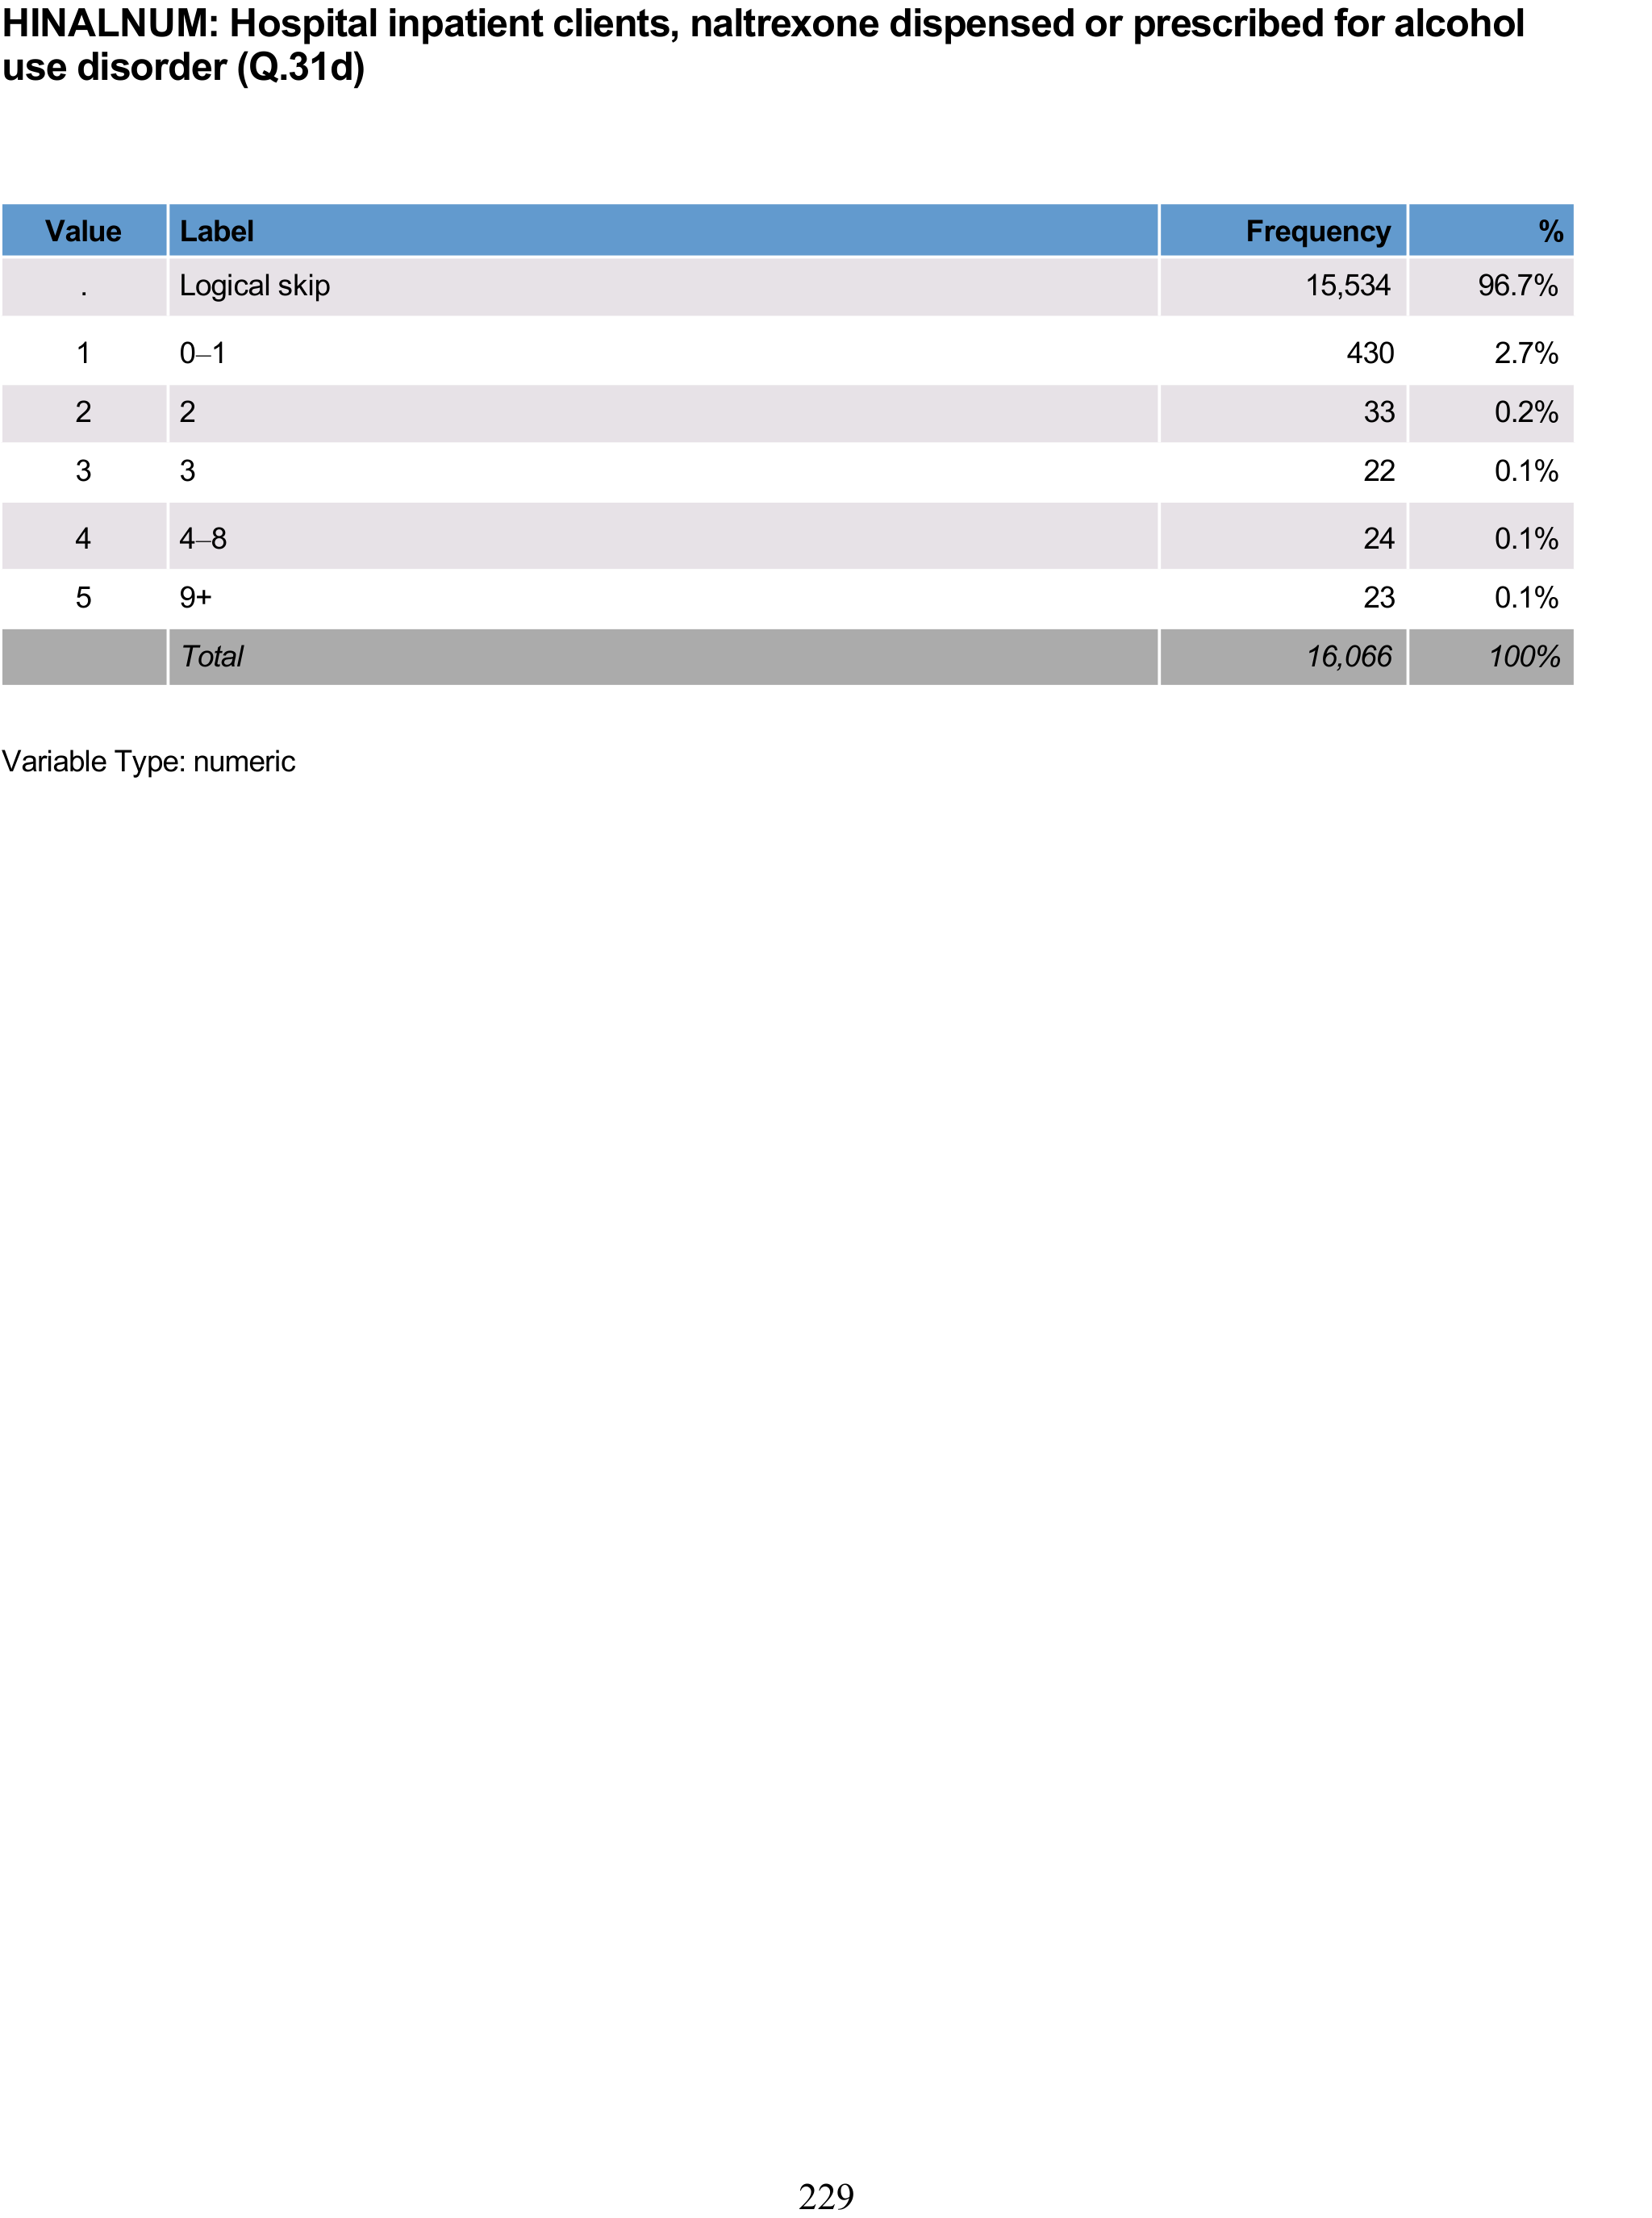 HINALNUM: Hospital inpatient clients, naltrexone dispensed or prescribed for alcohol
use disorder (Q.31d)
Value Label Frequency %
. Logical skip 15,534 96.7%
1 0–1 430 2.7%
2 2 33 0.2%
3 3 22 0.1%
4 4–8 24 0.1%
5 9+ 23 0.1%
Total 16,066 100%
Variable Type: numeric
229